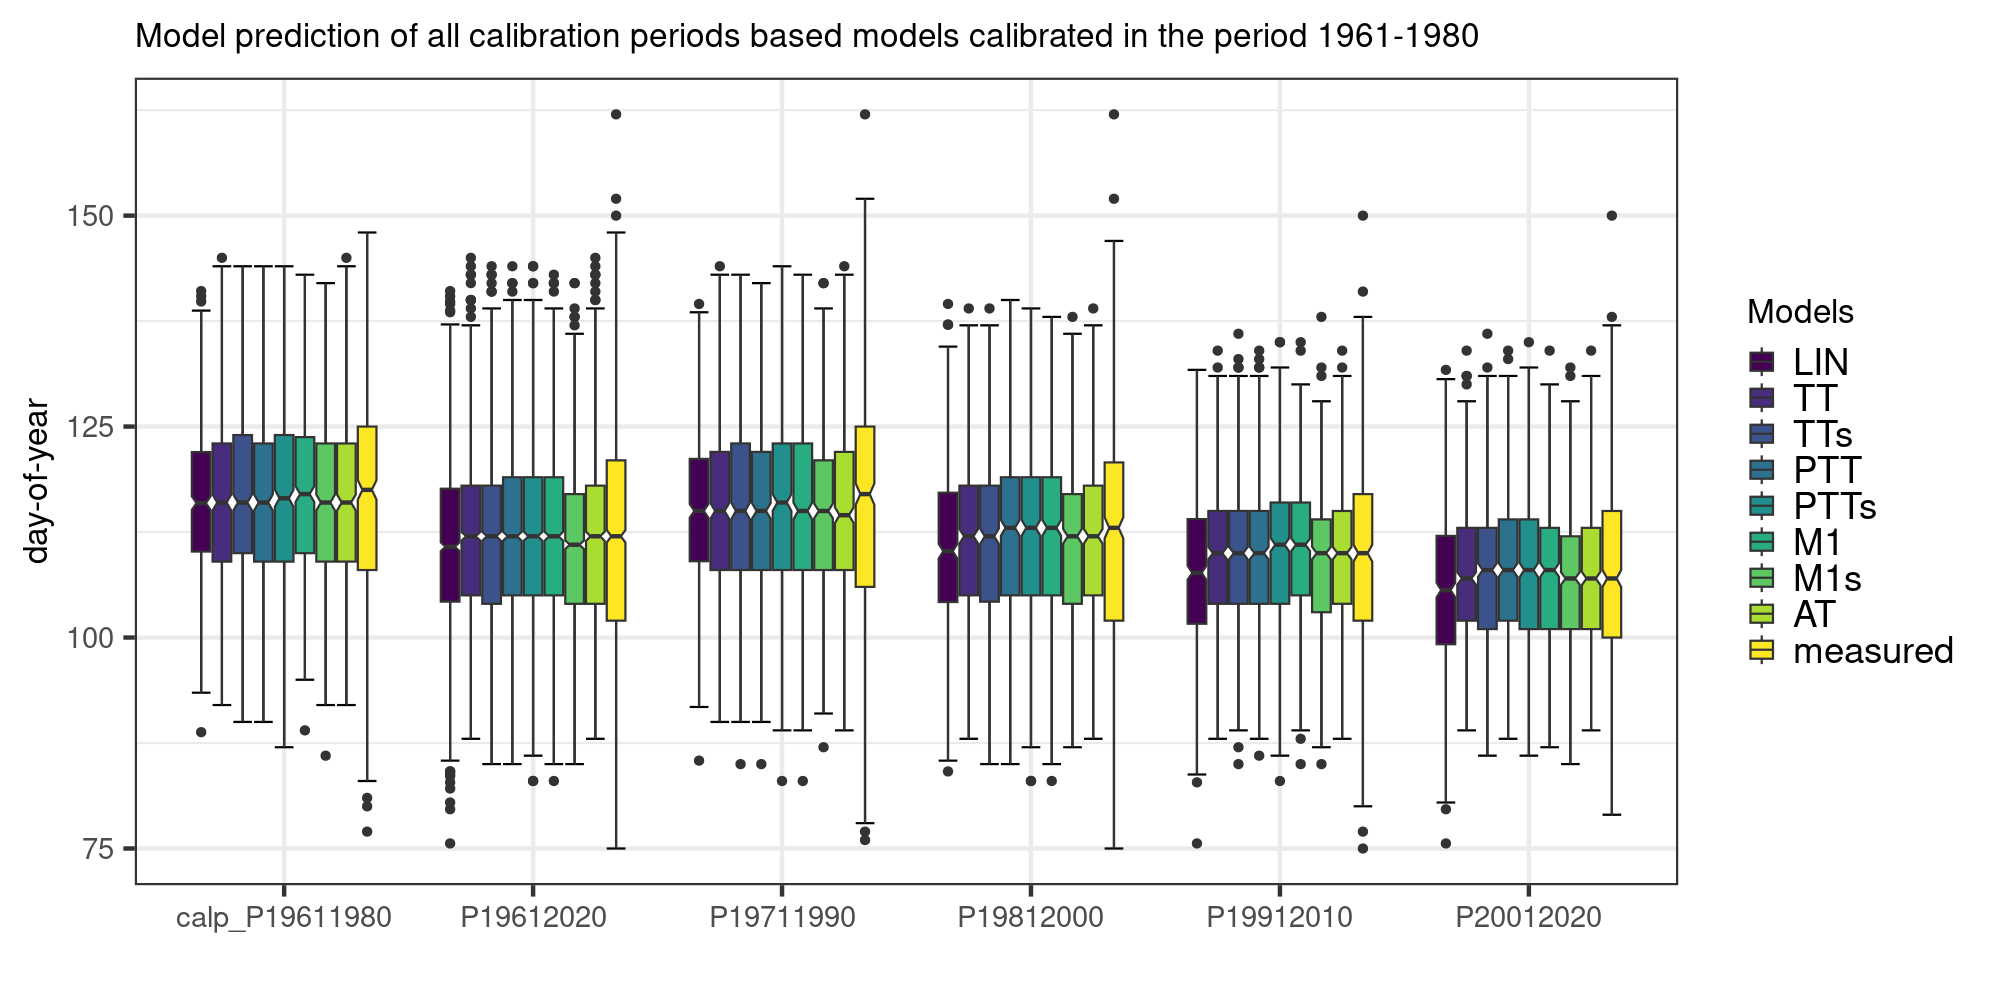 Model prediction of all calibration periods based models calibrated in the period 1961-1980
day-of-year
150
125
100
75
calp_P19611980 P19612020 P19711990 P19812000 P19912010 P20012020
Models
LIN
TT
TTs
PTT
PTTs
M1
M1s
AT
measured